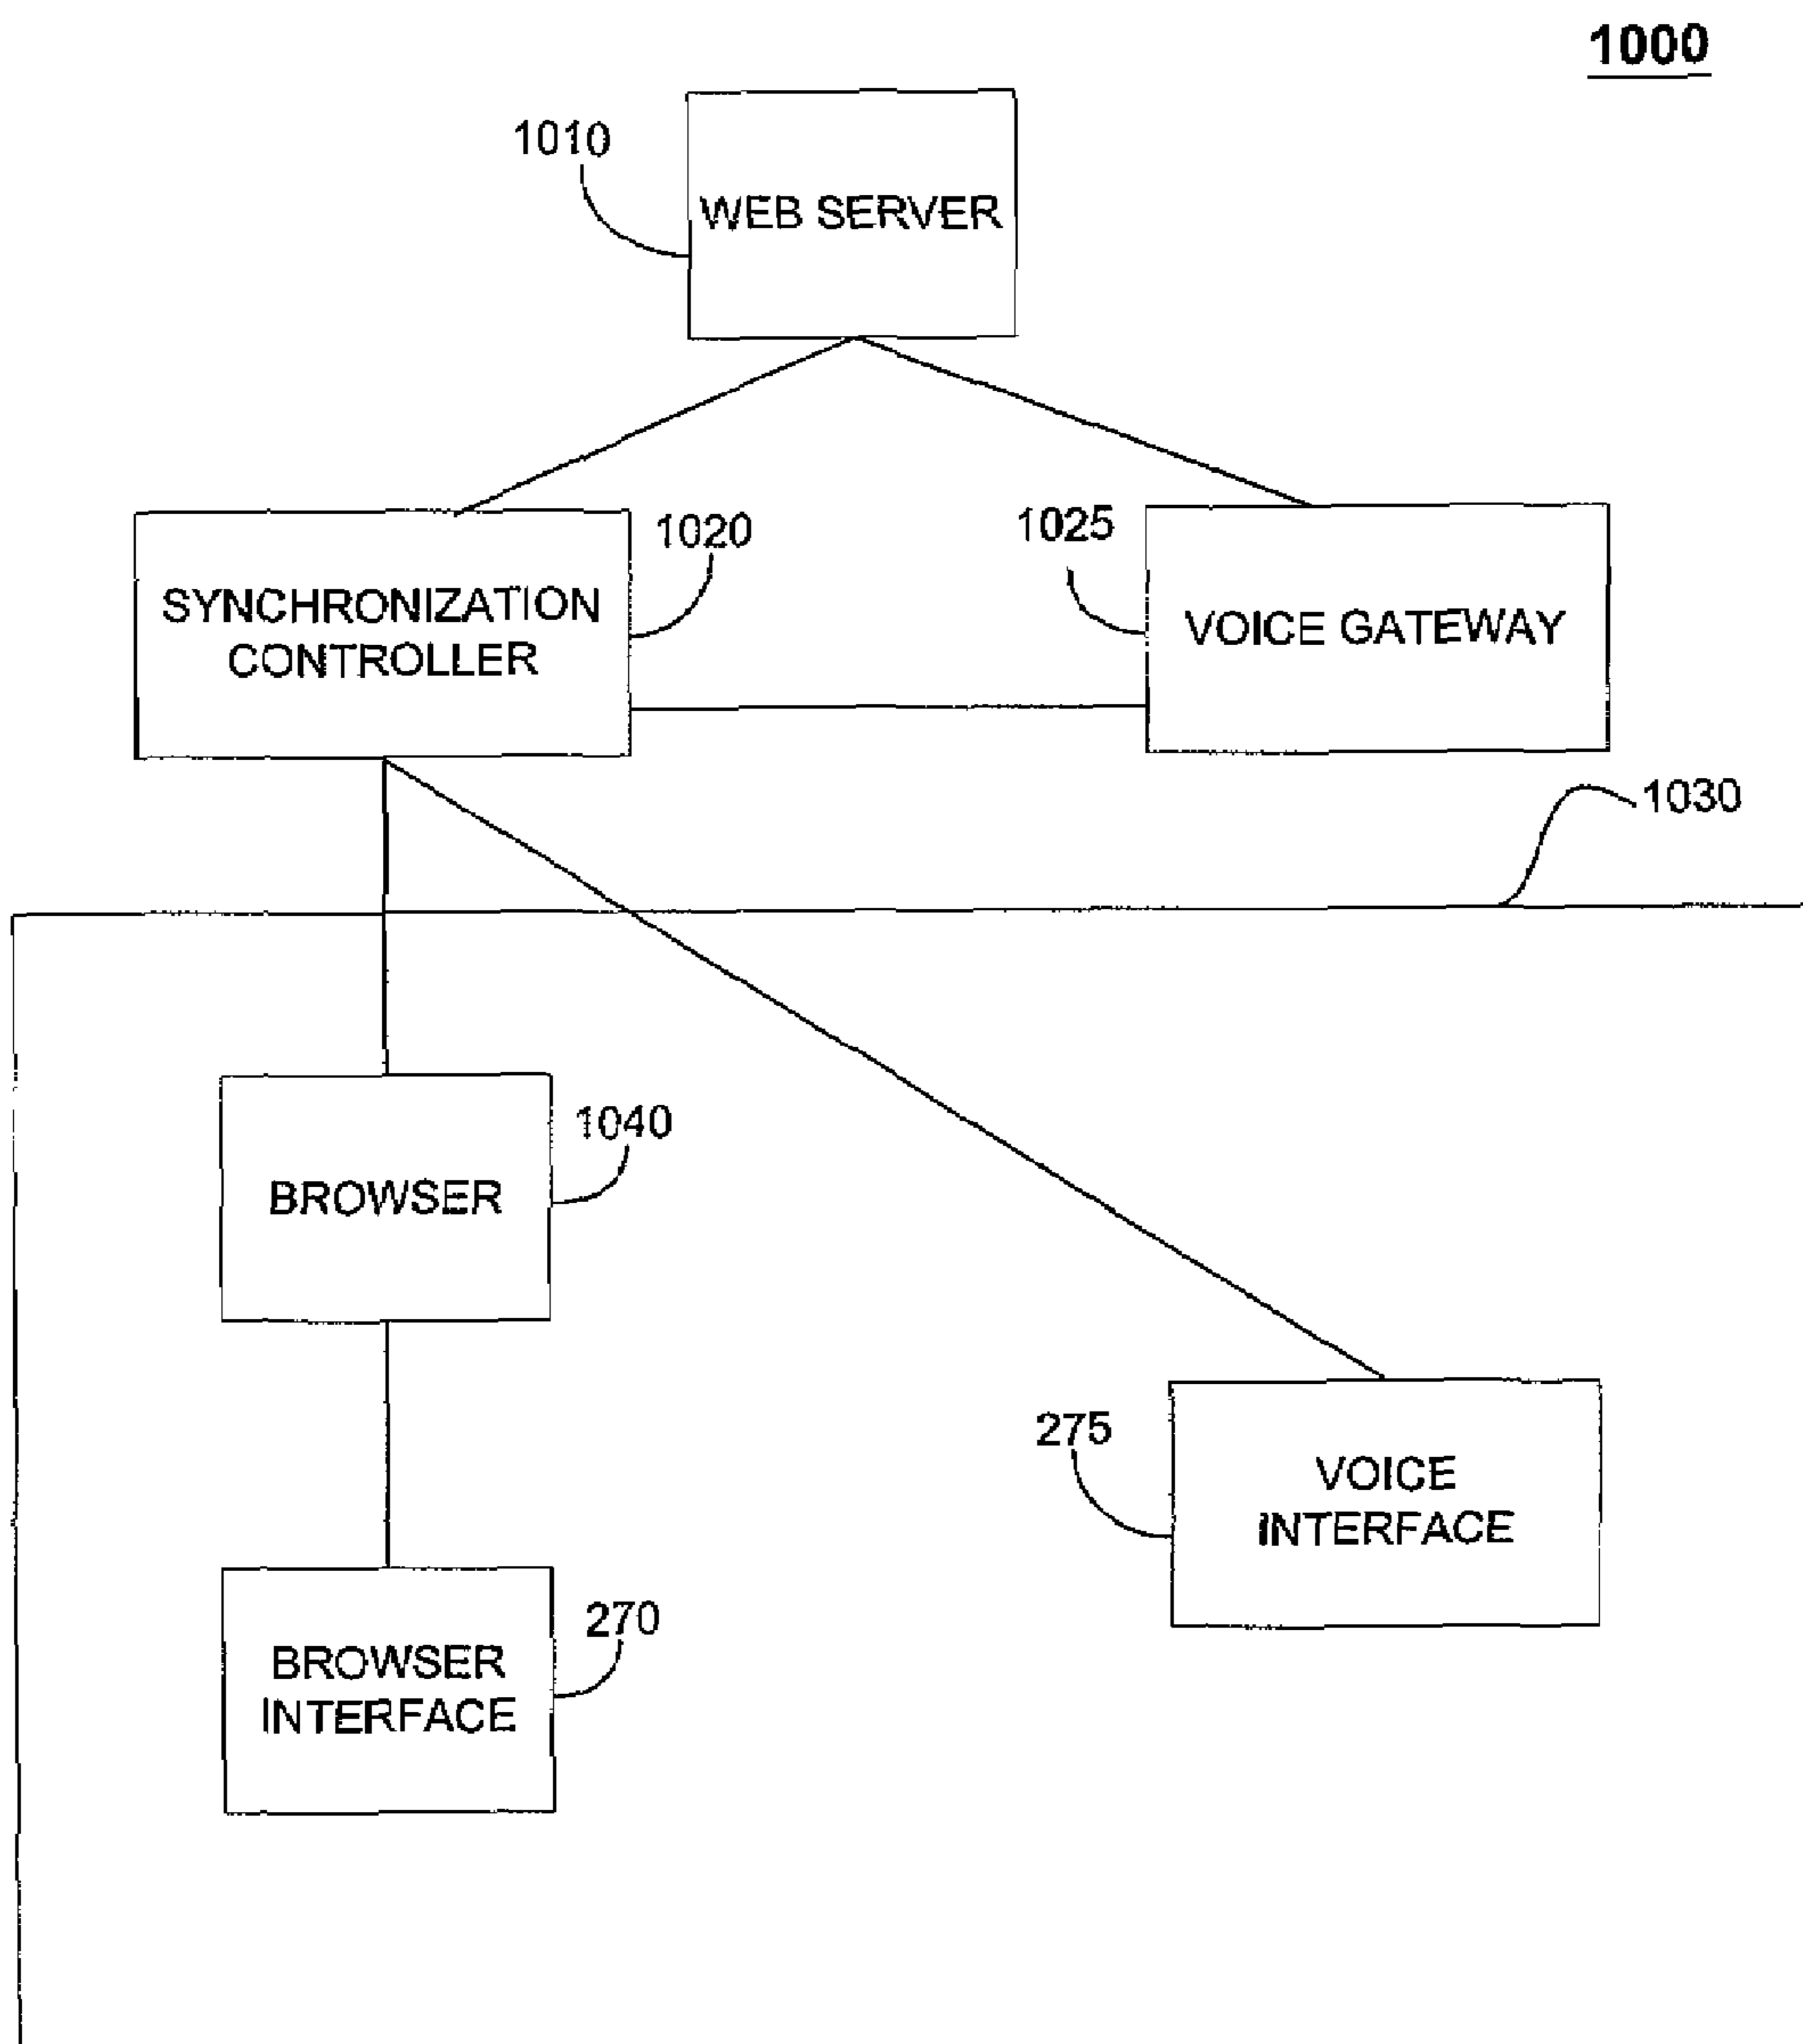 1000
1010
WEB SERVER
1020
1025
SYNCHRONIZATION
CONTROLLER
VOICE GATEWAY
1030
1040
BROWSER
275
VOICE
INTERFACE
270
BROWSER
INTERFACE